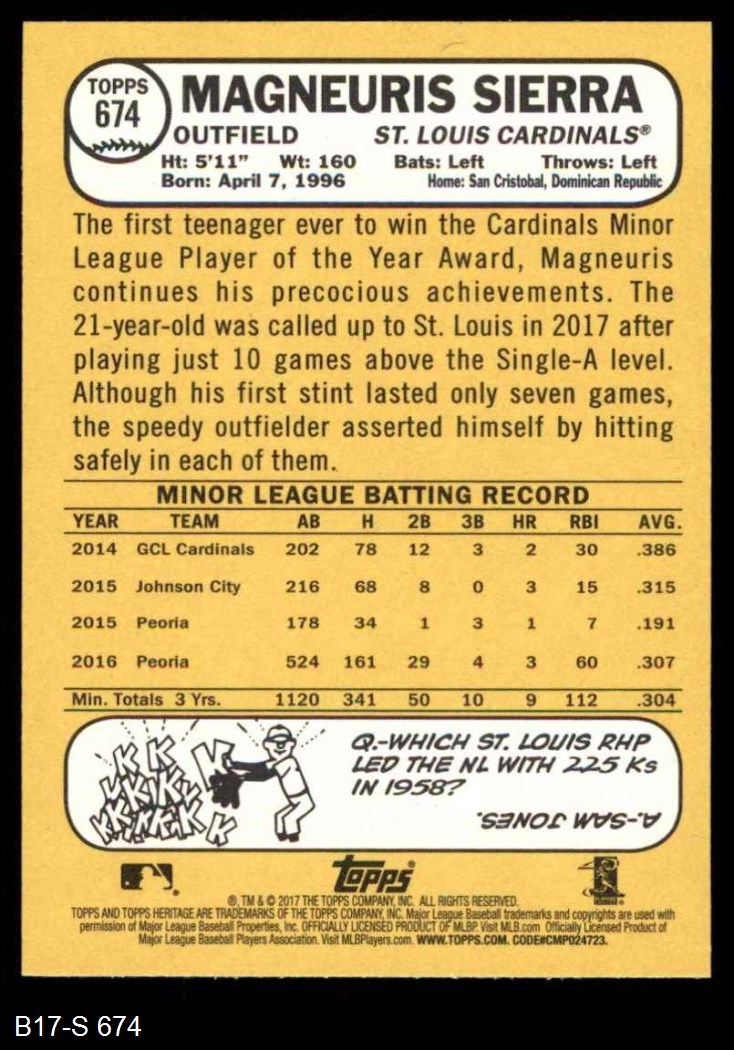 TOPPS
674
MAGNEURIS SIERRA
OUTFIELD ST. LOUIS CARDINALS®
Ht: 5'11" Wt: 160 Bats: Left Throws: Left
Born: April 7, 1996 Home: San Cristobal, Dominican Republic
The first teenager ever to win the Cardinals Minor
League Player of the Year Award, Magneuris
continues his precocious achievements. The
21-year-old was called up to St. Louis in 2017 after
playing just 10 games above the Single-A level.
Although his first stint lasted only seven games,
the speedy outfielder asserted himself by hitting
safely in each of them.
MINOR LEAGUE BATTING RECORD
YEAR TEAM AB H 2B 3B HR RBI AVG.
2014 GCL Cardinals 202 78 12 3 2 30 .386
2015 Johnson City 216 68 8 0 3 15 .315
2015 Peoria 178 34 1 3 1 7 .191
2016 Peoria 524 161 29 4 3 60 .307
Min. Totals 3 Yrs. 1120 341 50 10 9 112 .304
K K K K K K K K K K K K K
Q.-WHICH ST. LOUIS RHP
LED THE NL WITH 225 Ks
IN 1958?
A.-SAM JONES.
topps
®, TM & © 2017 THE TOPPS COMPANY, INC. ALL RIGHTS RESERVED.
TOPPS AND TOPPS HERITAGE ARE TRADEMARKS OF THE TOPPS COMPANY, INC. Major League Baseball trademarks and copyrights are used with
permission of Major League Baseball Properties, Inc. OFFICIALLY LICENSED PRODUCT OF MLBP. Visit MLB.com Officially Licensed Product of
Major League Baseball Players Association. Visit MLBPlayers.com. WWW.TOPPS.COM. CODE#CMP024723.
B17-S 674